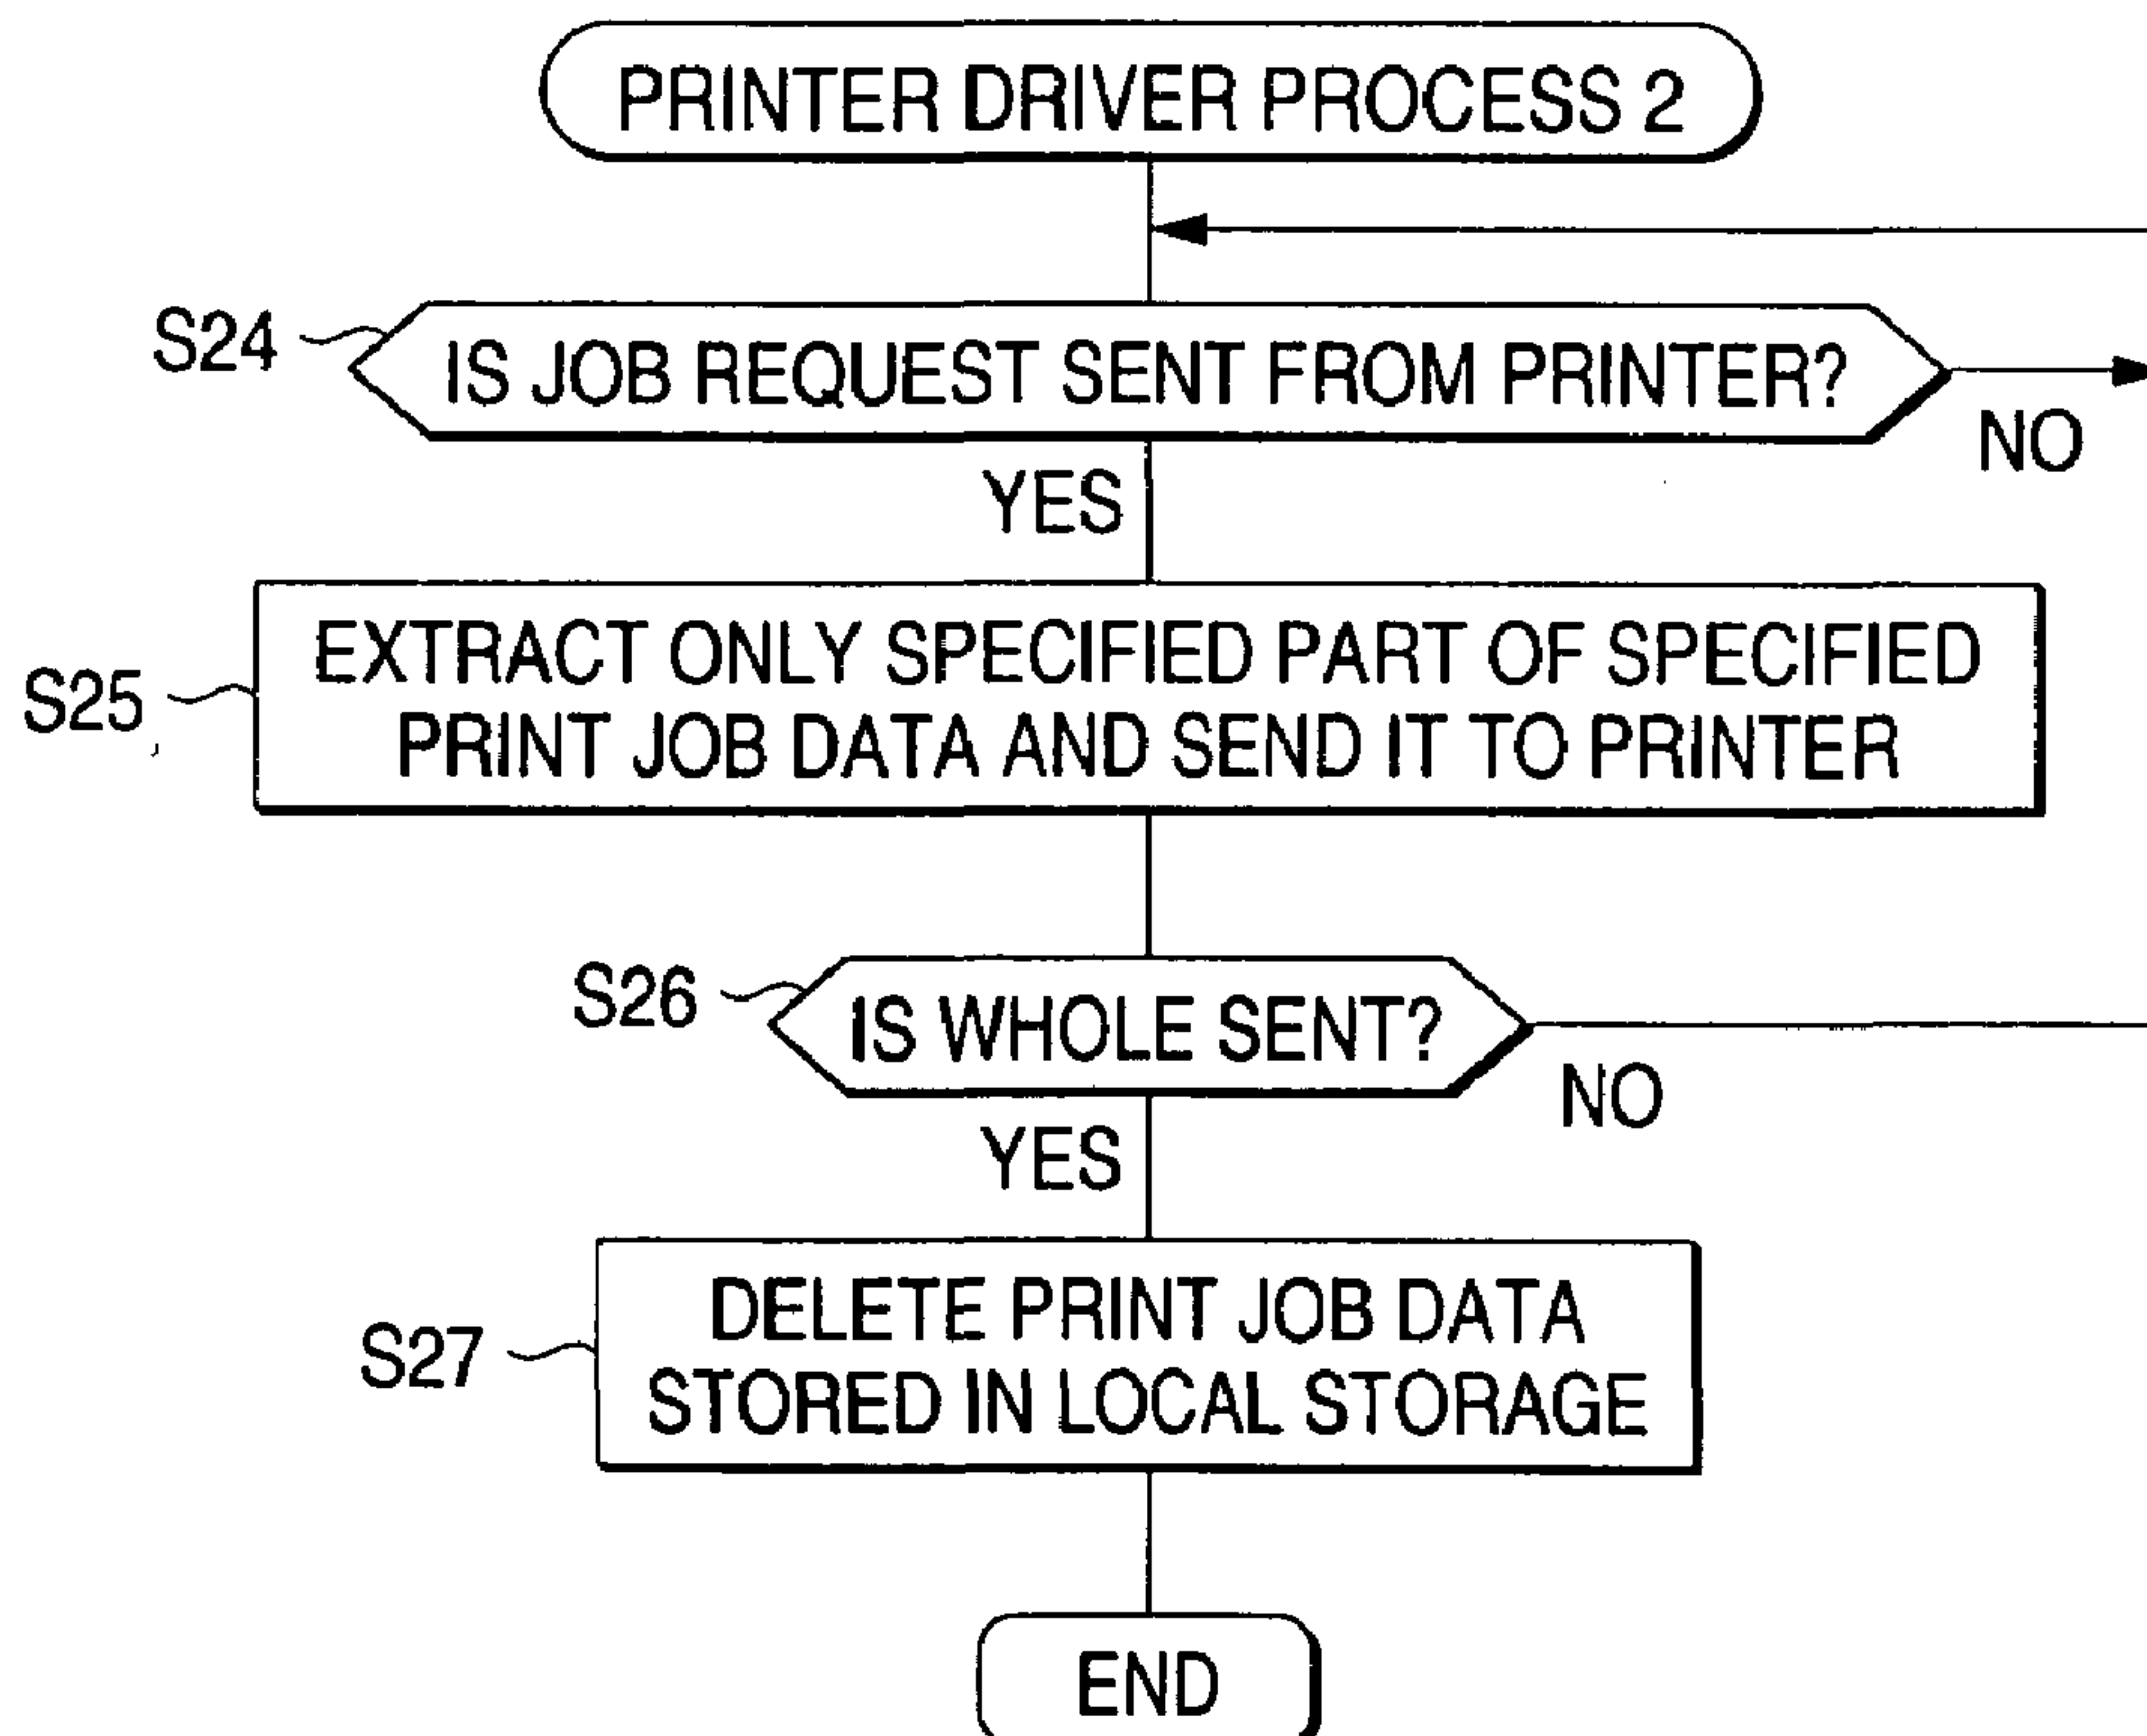 PRINTER DRIVER PROCESS 2
S24
IS JOB REQUEST SENT FROM PRINTER?
NO
YES
S25
EXTRACT ONLY SPECIFIED PART OF SPECIFIED
PRINT JOB DATA AND SEND IT TO PRINTER
S26
IS WHOLE SENT?
NO
YES
S27
DELETE PRINT JOB DATA
STORED IN LOCAL STORAGE
END